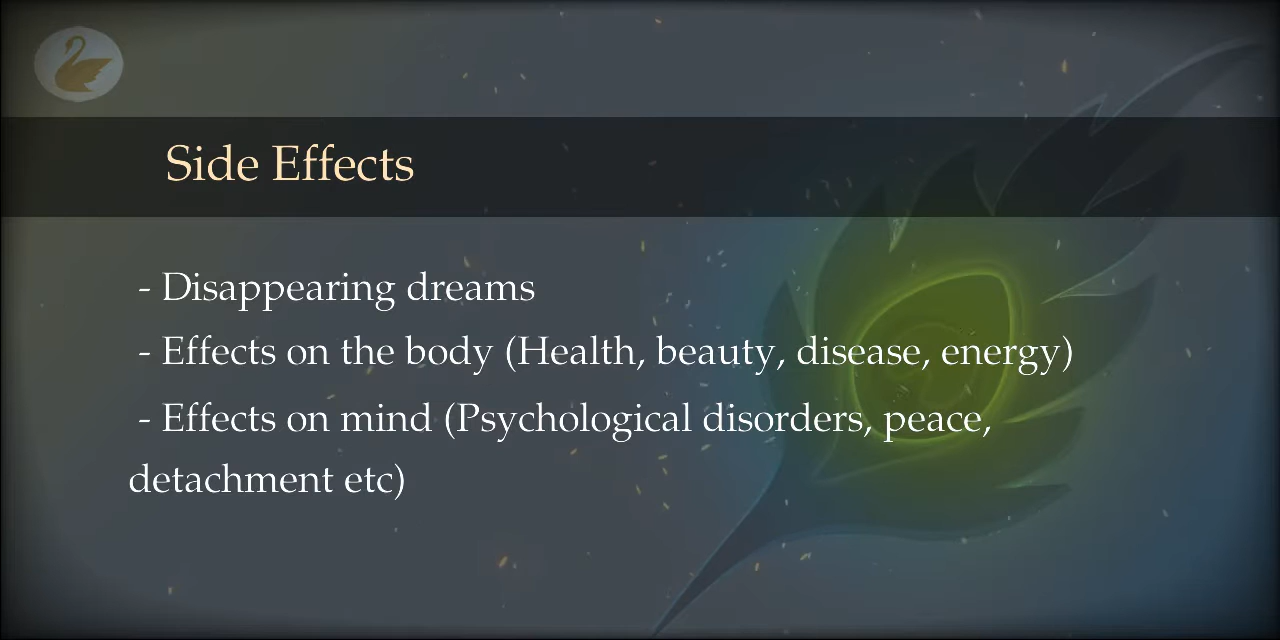 Side Effects
- Disappearing dreams
- Effects on the body (Health, beauty, disease, energy)
- Effects on mind (Psychological disorders, peace,
detachment etc)